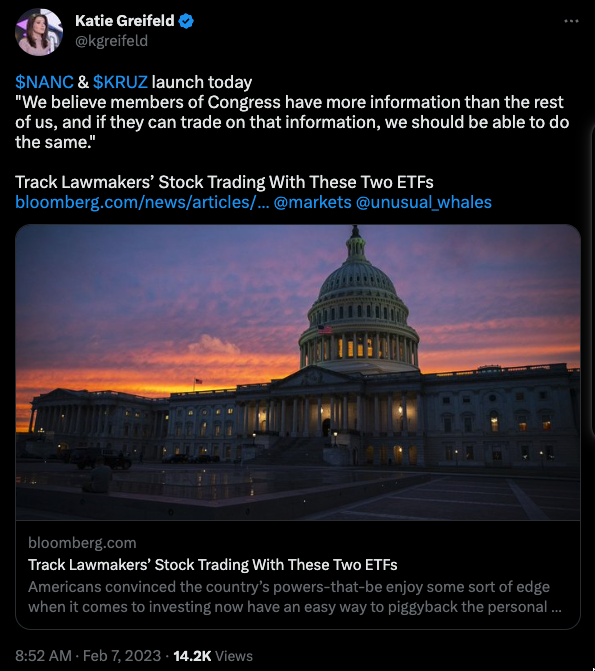 Katie Greifeld
@kgreifeld
$NANC & $KRUZ launch today
"We believe members of Congress have more information than the rest
of us, and if they can trade on that information, we should be able to do
the same."
Track Lawmakers’ Stock Trading With These Two ETFs
bloomberg.com/news/articles/... @markets @unusual_whales
bloomberg.com
Track Lawmakers’ Stock Trading With These Two ETFs
Americans convinced the country’s powers-that-be enjoy some sort of edge
when it comes to investing now have an easy way to piggyback the personal ...
8:52 AM · Feb 7, 2023 · 14.2K Views